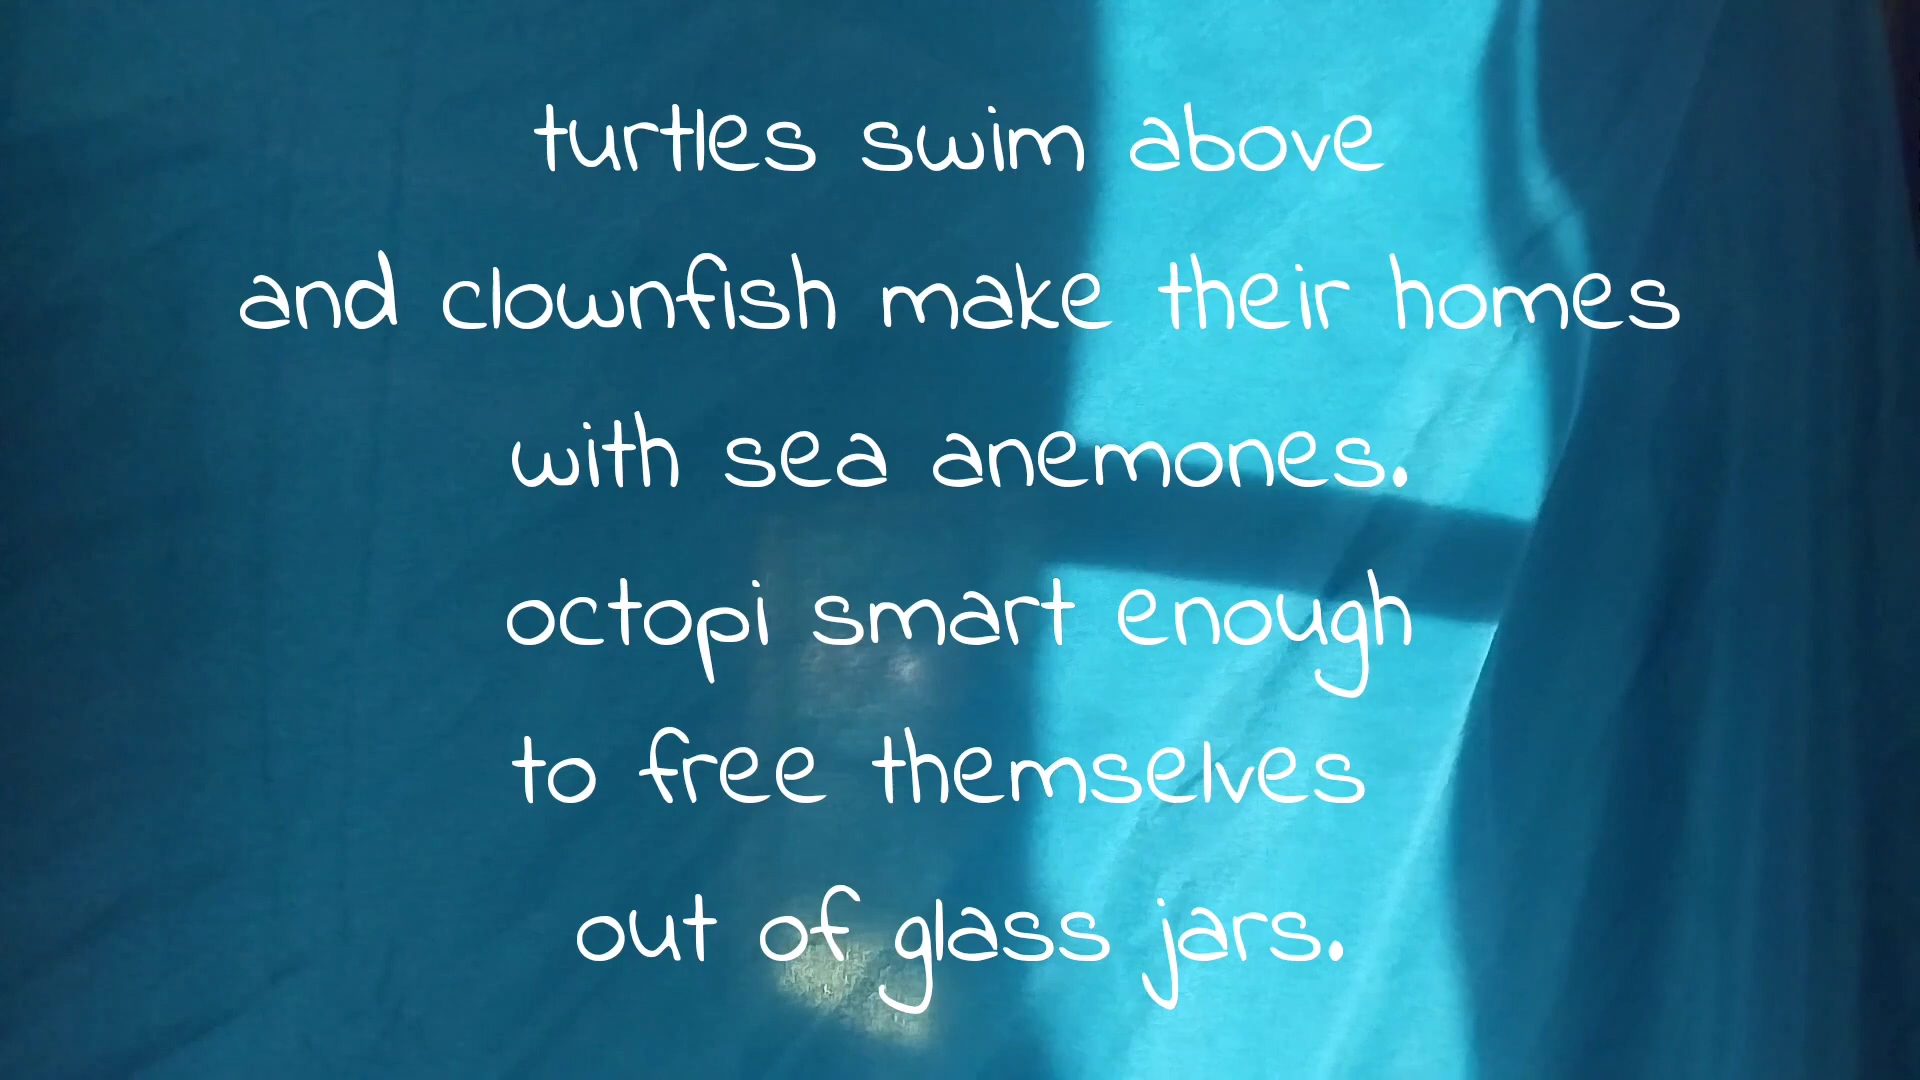 turtles swim above
and clownfish make their homes
with sea anemones.
octopi smart enough
to free themselves
out of glass jars.